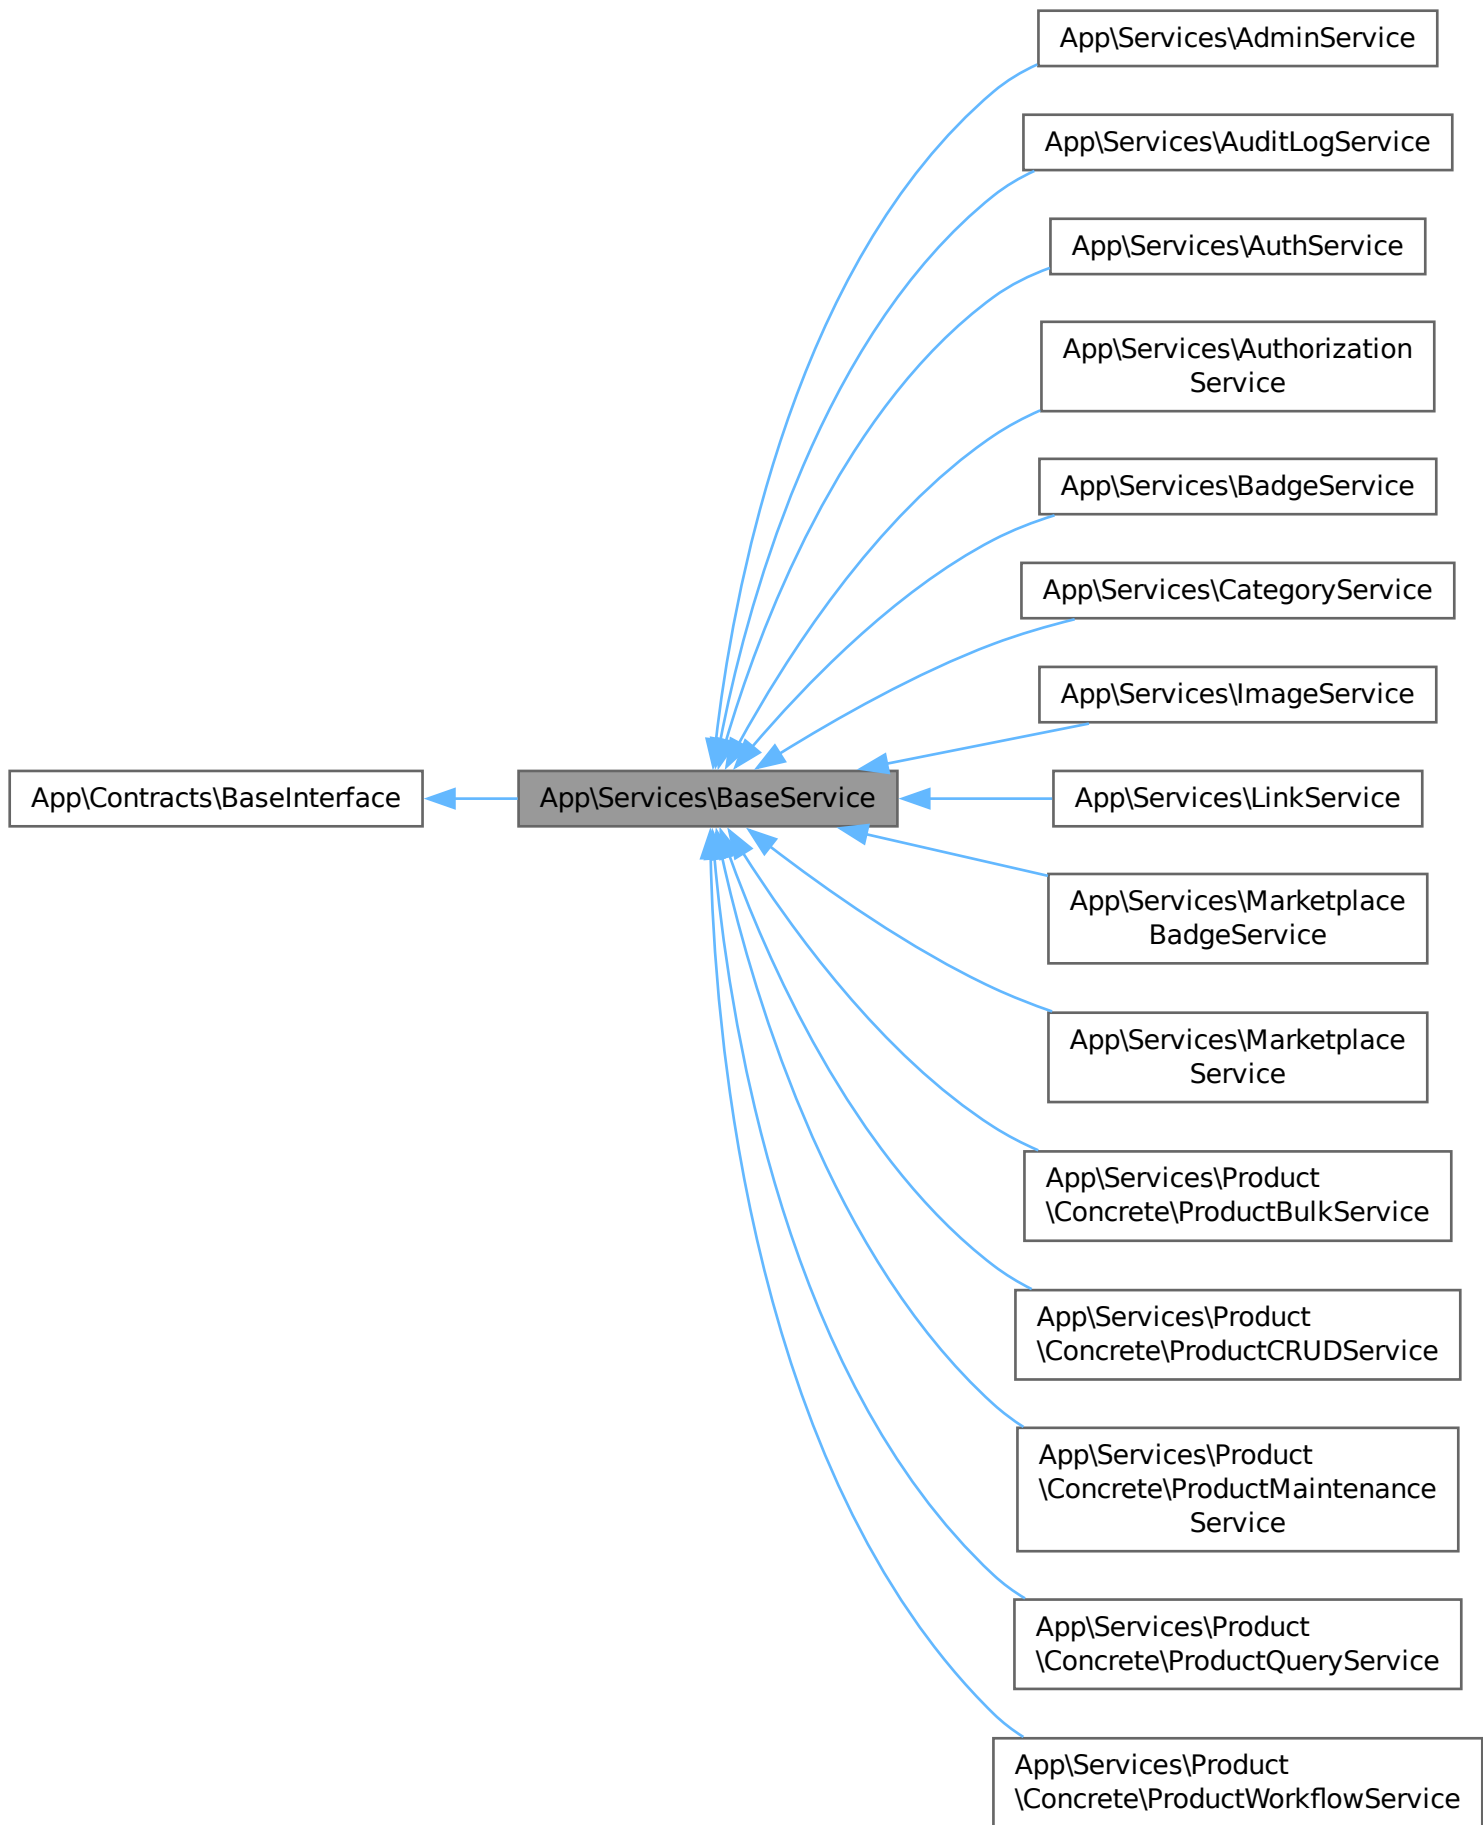 App\Services\AdminService
App\Services\AuditLogService
App\Services\AuthService
App\Services\Authorization
Service
App\Services\BadgeService
App\Services\CategoryService
App\Services\ImageService
App\Contracts\BaseInterface
App\Services\BaseService
App\Services\LinkService
App\Services\Marketplace
BadgeService
App\Services\Marketplace
Service
App\Services\Product
\Concrete\ProductBulkService
App\Services\Product
\Concrete\ProductCRUDService
App\Services\Product
\Concrete\ProductMaintenance
Service
App\Services\Product
\Concrete\ProductQueryService
App\Services\Product
\Concrete\ProductWorkflowService